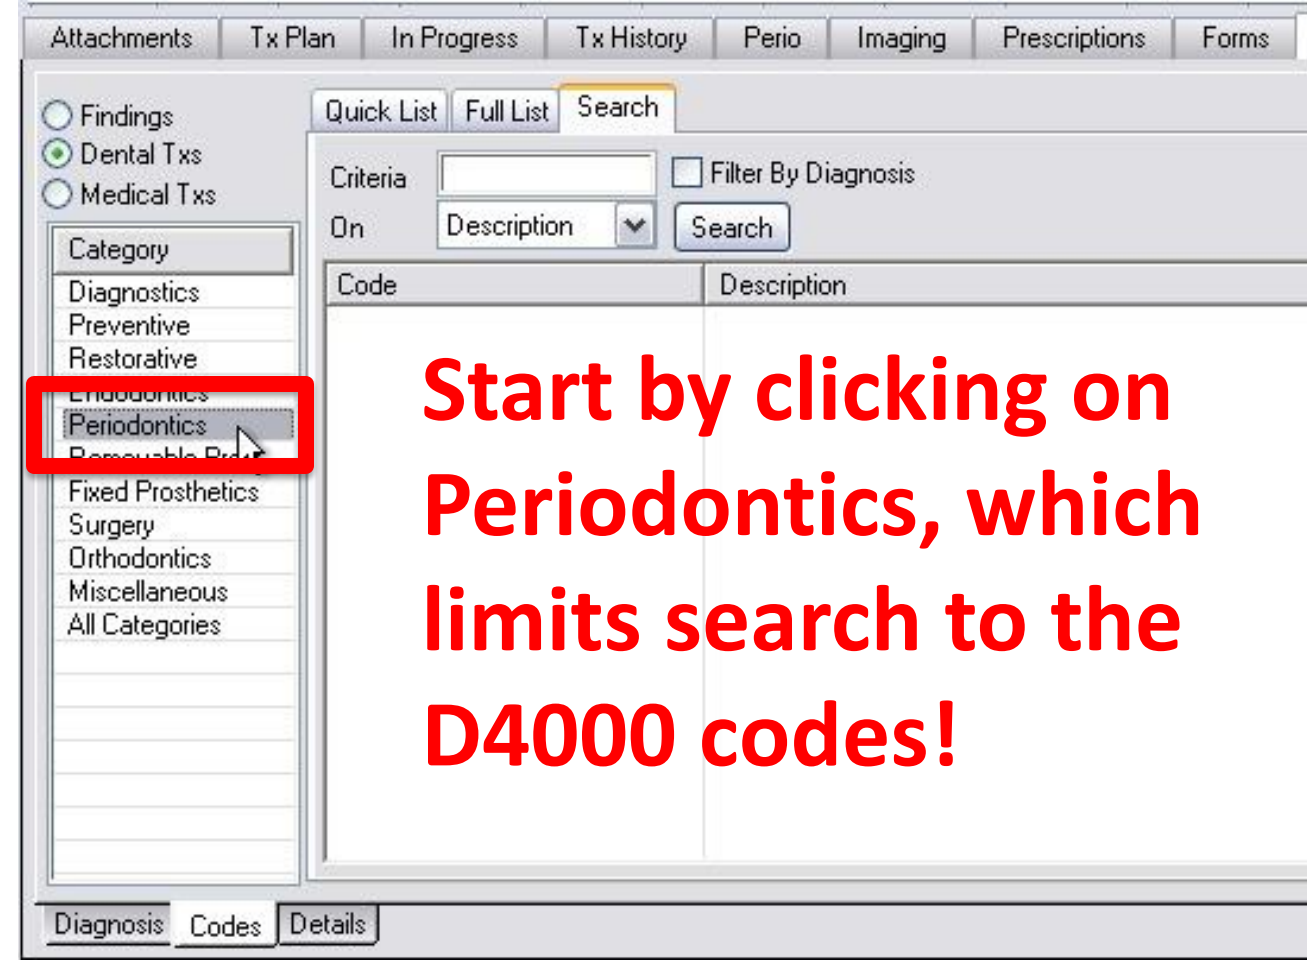 Attachments Tx Plan In Progress Tx History Perio Imaging Prescriptions Forms
Findings
Dental Txs
Medical Txs
Quick List Full List Search
Criteria Filter By Diagnosis
On Description Search
Category
Diagnostics
Preventive
Restorative
Endodontics
Periodontics
Removable
Fixed Prosthetics
Surgery
Orthodontics
Miscellaneous
All Categories
Code Description
Start by clicking on
Periodontics, which
limits search to the
D4000 codes!
Diagnosis Codes Details